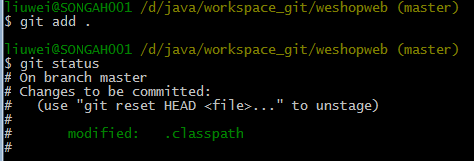 liuwei@SONGAH001 /d/java/workspace_git/weshopweb (master)
$ git add .
liuwei@SONGAH001 /d/java/workspace_git/weshopweb (master)
$ git status
# On branch master
# Changes to be committed:
#   (use "git reset HEAD <file>..." to unstage)
#
#       modified:   .classpath
#